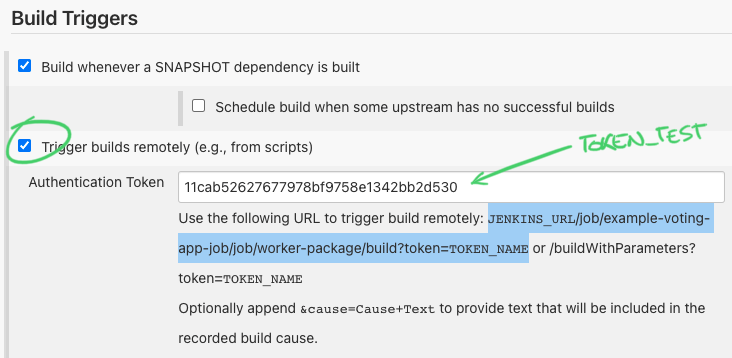 Build Triggers
Build whenever a SNAPSHOT dependency is built
Schedule build when some upstream has no successful builds
Trigger builds remotely (e.g., from scripts)
TOKEN_TEST
Authentication Token
11cab52627677978bf9758e1342bb2d530
Use the following URL to trigger build remotely: JENKINS_URL/job/example-voting-
app-job/job/worker-package/build?token=TOKEN_NAME or /buildWithParameters?
token=TOKEN_NAME
Optionally append &cause=Cause+Text to provide text that will be included in the
recorded build cause.